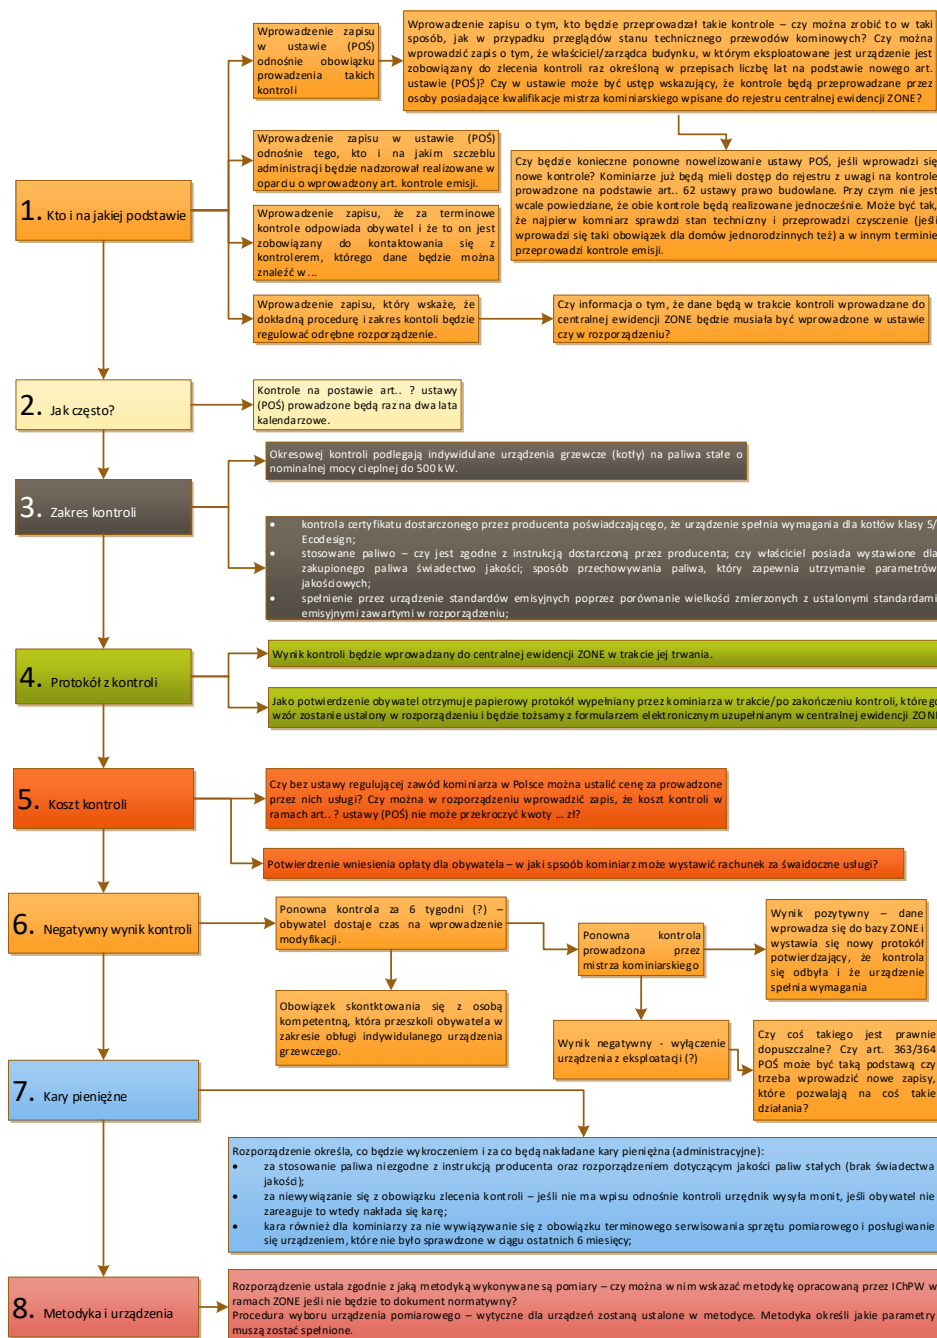 1. Kto i na jakiej podstawie
Wprowadzenie zapisu
w ustawie (POŚ)
odnośnie obowiązku
prowadzenia takich
kontroli
Wprowadzenie zapisu o tym, kto będzie przeprowadzał takie kontrole – czy można zrobić to w taki
sposób, jak w przypadku przeglądów stanu technicznego przewodów kominowych? Czy można
wprowadzić zapis o tym, że właściciel/zarządca budynku, w którym eksploatowane jest urządzenie jest
zobowiązany do zlecenia kontroli raz określoną w przepisach liczbę lat na podstawie nowego art.
ustawie (POŚ)? Czy w ustawie może być ustęp wskazujący, że kontrole będą przeprowadzane przez
osoby posiadające kwalifikacje mistrza kominiarskiego wpisane do rejestru centralnej ewidencji ZONE?
Czy będzie konieczne ponowne nowelizowanie ustawy POŚ, jeśli wprowadzi się
nowe kontrole? Kominiarze już będą mieli dostęp do rejestru z uwagi na kontrole
prowadzone na podstawie art. 62 ustawy prawo budowlane. Przy czym nie jest
wcale powiedziane, że obie kontrole będą realizowane jednocześnie. Może być tak,
że najpierw komniarz sprawdzi stan techniczny i przeprowadzi czysczenie (jeśli
wprowadzi się taki obowiązek dla domów jednorodzinnych też) a w innym terminie
przeprowadzi kontrole emisji.
Wprowadzenie zapisu w ustawie (POŚ)
odnośnie tego, kto i na jakim szczeblu
administracji będzie nadzorował realizowane w
oparciu o wprowadzony art. kontrole emisji.
Wprowadzenie zapisu, że za terminowe
kontrole odpowiada obywatel i że to on jest
zobowiązany do kontaktowania się z
kontrolerem, którego dane będzie można
znaleźć w ...
Wprowadzenie zapisu, który wskaże, że
dokładną procedurę i zakres kontoli będzie
regulować odrębne rozporządzenie.
Czy informacja o tym, że dane będą w trakcie kontroli wprowadzane do
centralnej ewidencji ZONE będzie musiała być wprowadzone w ustawie
czy w rozporządzeniu?
2. Jak często?
Kontrole na postawie art.. ? ustawy
(POŚ) prowadzone będą raz na dwa lata
kalendarzowe.
3. Zakres kontroli
Okresowej kontroli podlegają indywidulane urządzenia grzewcze (kotły) na paliwa stałe o
nominalnej mocy cieplnej do 500 kW.
• kontrola certyfikatu dostarczonego przez producenta poświadczającego, że urządzenie spełnia wymagania dla kotłów klasy 5/
Ecodesign;
• stosowane paliwo – czy jest zgodne z instrukcją dostarczoną przez producenta; czy właściciel posiada wystawione dla
zakupionego paliwa świadectwo jakości; sposób przechowywania paliwa, który zapewnia utrzymanie parametrów
jakościowych;
• spełnienie przez urządzenie standardów emisyjnych poprzez porównanie wielkości zmierzonych z ustalonymi standardami
emisyjnymi zawartymi w rozporządzeniu;
4. Protokół z kontroli
Wynik kontroli będzie wprowadzany do centralnej ewidencji ZONE w trakcie jej trwania.
Jako potwierdzenie obywatel otrzymuje papierowy protokół wypełniany przez kominiarza w trakcie/po zakończeniu kontroli, którego
wzór zostanie ustalony w rozporządzeniu i będzie tożsamy z formularzem elektronicznym uzupełnianym w centralnej ewidencji ZONE
5. Koszt kontroli
Czy bez ustawy regulującej zawód kominiarza w Polsce można ustalić cenę za prowadzone
przez nich usługi? Czy można w rozporządzeniu wprowadzić zapis, że koszt kontroli w
ramach art.. ? ustawy (POŚ) nie może przekroczyć kwoty ... zł?
Potwierdzenie wniesienia opłaty dla obywatela – w jaki spsoób kominiarz może wystawić rachunek za śwaidoczne usługi?
6. Negatywny wynik kontroli
Ponowna kontrola za 6 tygodni (?) –
obywatel dostaje czas na wprowadzenie
modyfikacji.
Obowiązek skontktowania się z osobą
kompetentną, która przeszkoli obywatela w
zakresie obługi indywidulanego urządzenia
grzewczego.
Ponowna kontrola
prowadzona przez
mistrza kominiarskiego
Wynik pozytywny – dane
wprowadza się do bazy ZONE i
wystawia się nowy protokół
potwierdzający, że kontrola
się odbyła i że urządzenie
spełnia wymagania
Wynik negatywny - wyłączenie
urządzenia z eksploatacji (?)
Czy coś takiego jest prawnie
dopuszczalne? Czy art. 363/364
POŚ może być taką podstawą czy
trzeba wprowadzić nowe zapisy,
które pozwalają na coś takie
działania?
7. Kary pieniężne
Rozporządzenie określa, co będzie wykroczeniem i za co będą nakładane kary pieniężna (administracyjne):
• za stosowanie paliwa niezgodne z instrukcją producenta oraz rozporządzeniem dotyczącym jakości paliw stałych (brak świadectwa
jakości);
• za niewywiązanie się z obowiązku zlecenia kontroli – jeśli nie ma wpisu odnośnie kontroli urzędnik wysyła monit, jeśli obywatel nie
zareaguje to wtedy nakłada się karę;
• kara również dla kominiarzy za nie wywiązywanie się z obowiązku terminowego serwisowania sprzętu pomiarowego i posługiwanie
się urządzeniem, które nie było sprawdzone w ciągu ostatnich 6 miesięcy;
8. Metodyka i urządzenia
Rozporządzenie ustala zgodnie z jaką metodyką wykonywane są pomiary – czy można w nim wskazać metodykę opracowaną przez IChPW w
ramach ZONE jeśli nie będzie to dokument normatywny?
Procedura wyboru urządzenia pomiarowego – wytyczne dla urządzeń zostaną ustalone w metodyce. Metodyka określi jakie parametry
muszą zostać spełnione.